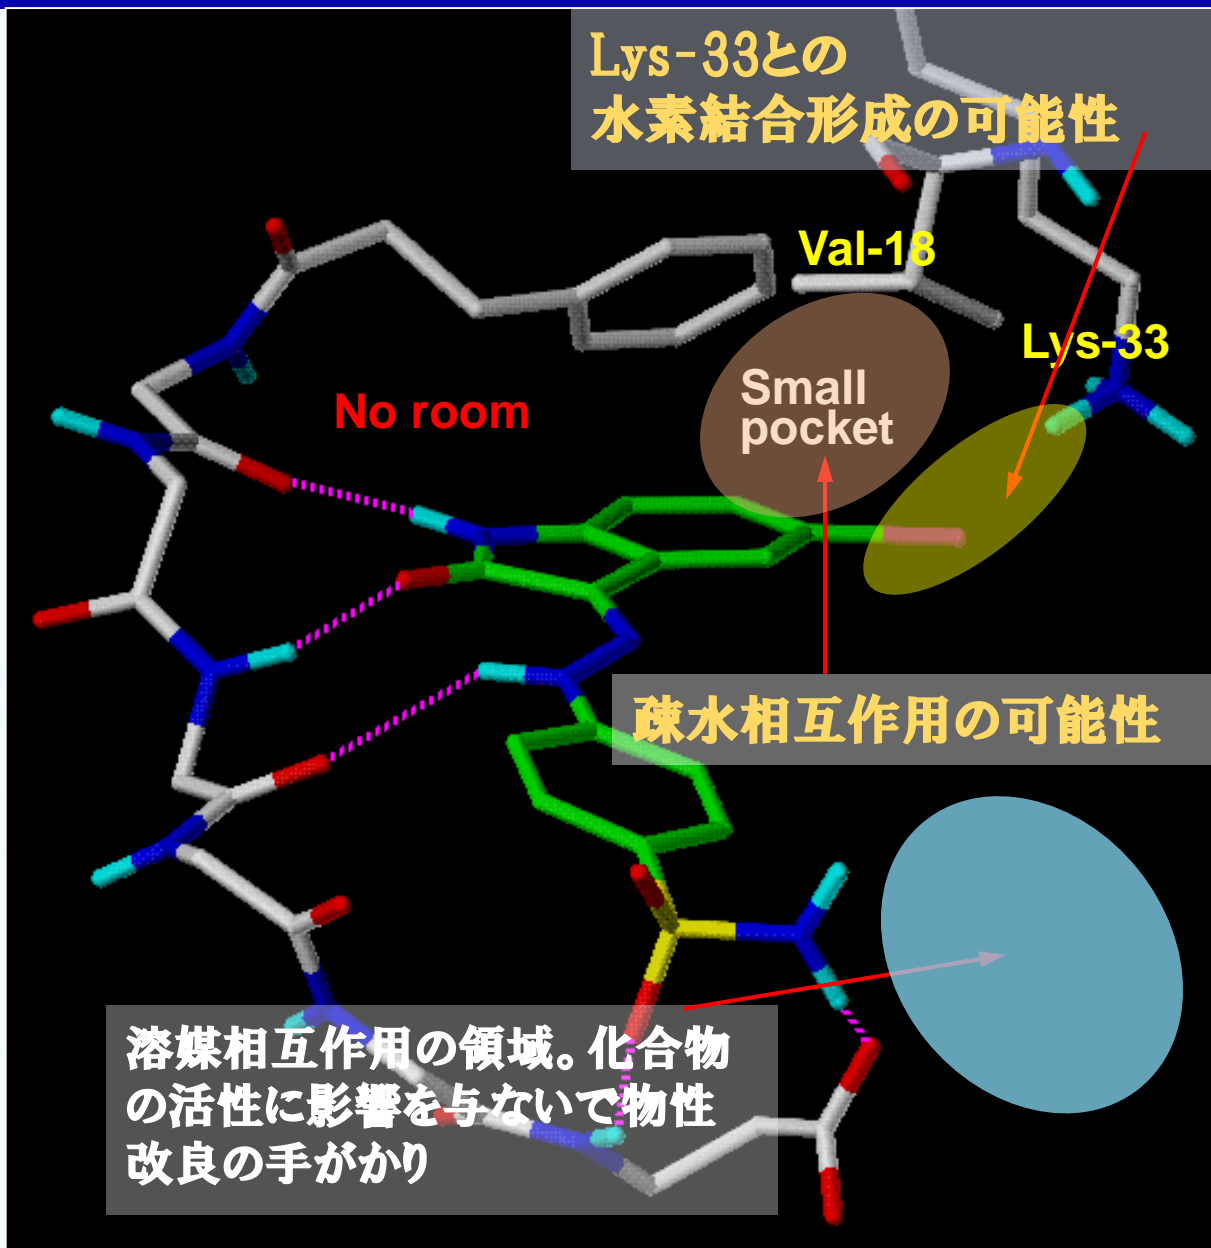 Lys-33との
水素結合形成の可能性
Val-18
Lys-33
Small
pocket
No room
疎水相互作用の可能性
溶媒相互作用の領域。化合物
の活性に影響を与ないで物性
改良の手がかり